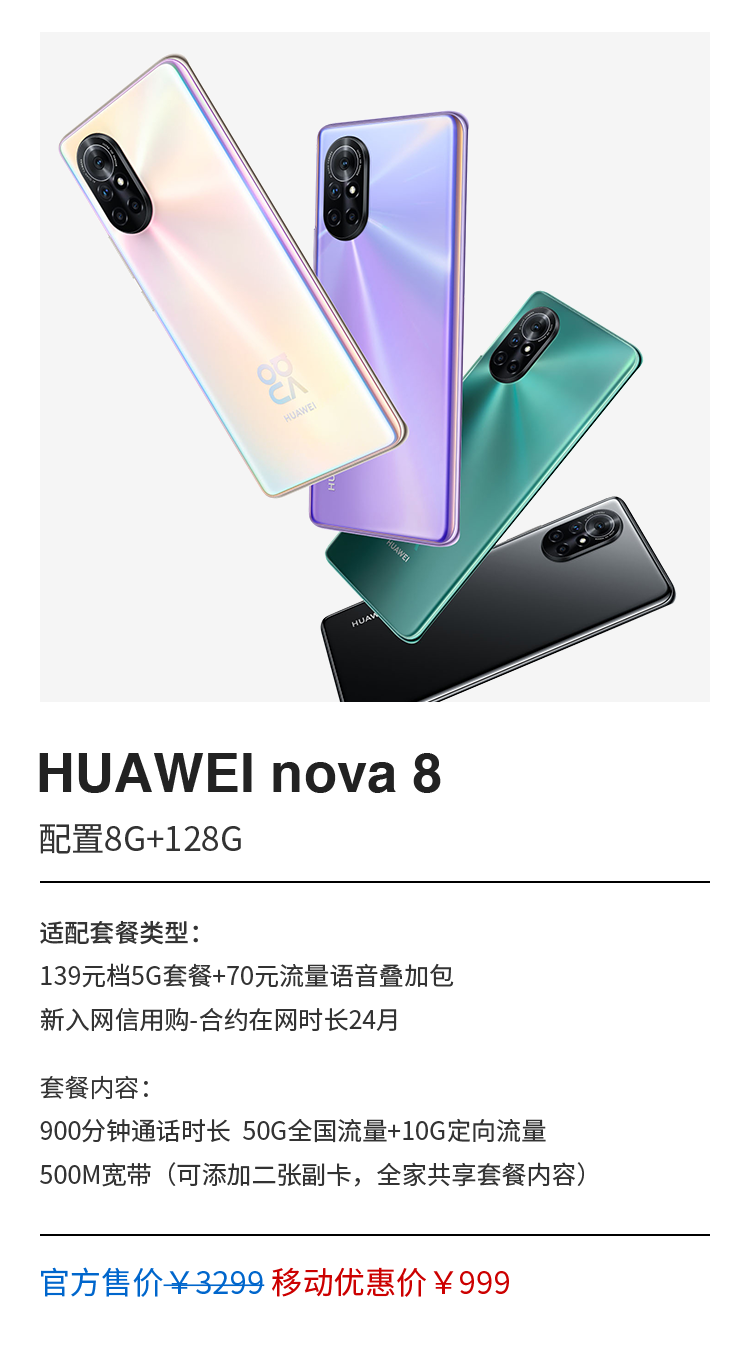 HUAWEI
HU
HUAWEI
HUAW
HUAWEI nova 8
配置8G+128G
适配套餐类型：
139元档5G套餐+70元流量语音叠加包
新入网信用购-合约在网时长24月
套餐内容：
900分钟通话时长 50G全国流量+10G定向流量
500M宽带（可添加二张副卡，全家共享套餐内容）
官方售价￥3299 移动优惠价￥999